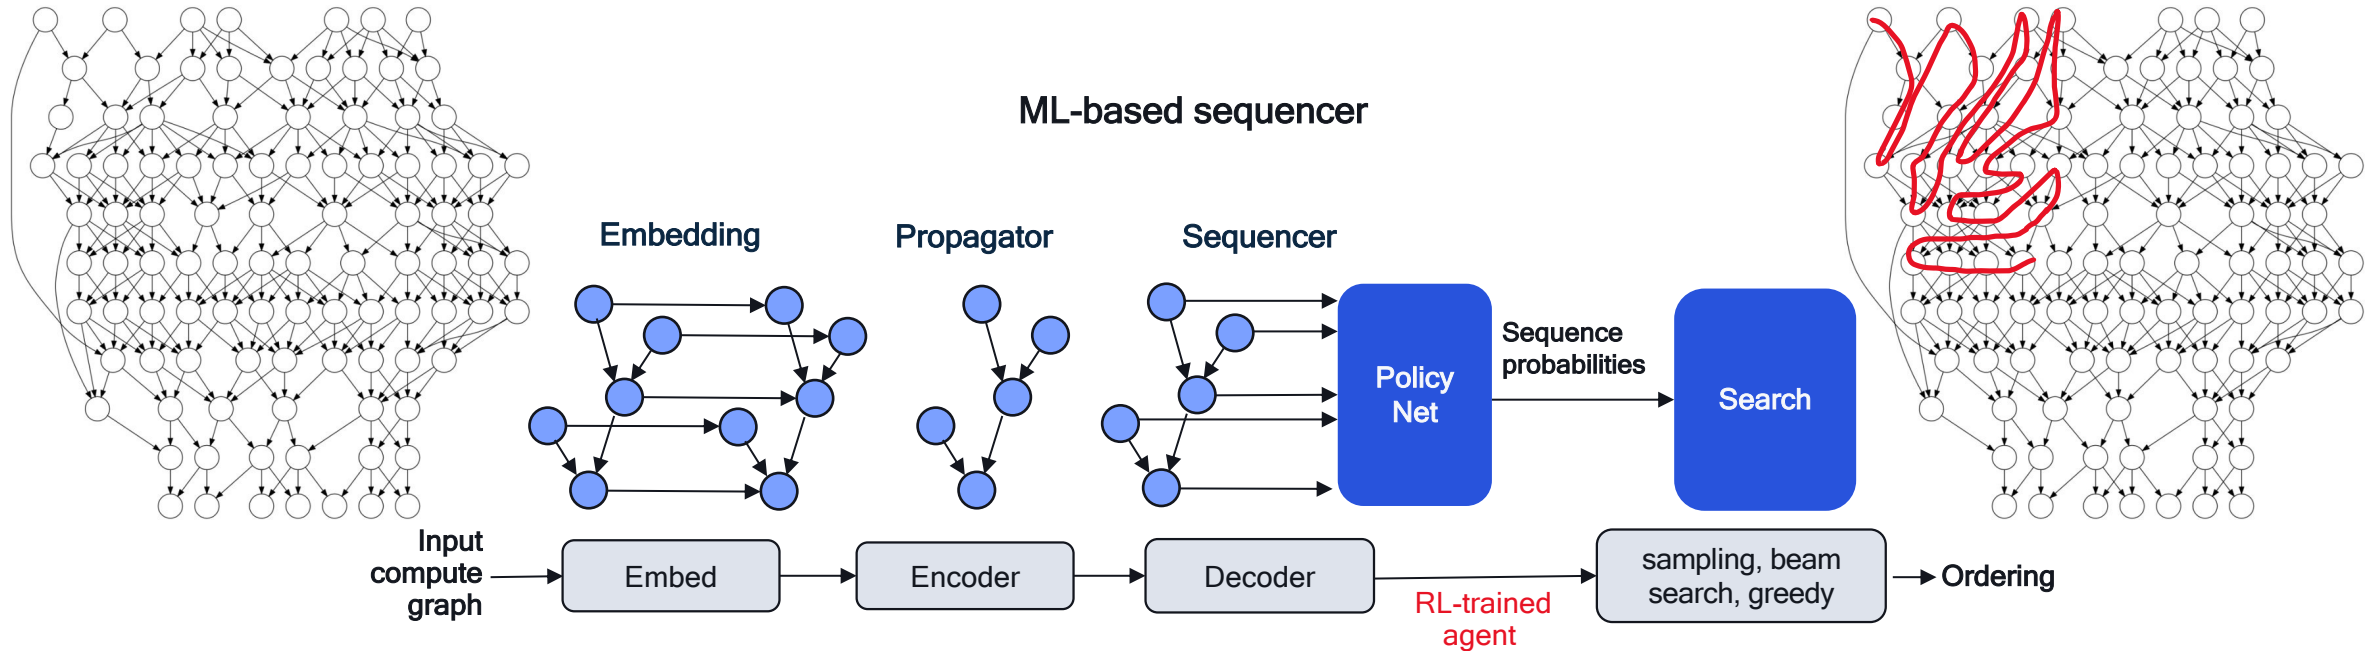 ML-based sequencer
Embedding
Propagator
Sequencer
Policy
Net
Sequence
probabilities
Search
Input
compute
graph
Embed
Encoder
Decoder
RL-trained
agent
sampling, beam
search, greedy
Ordering